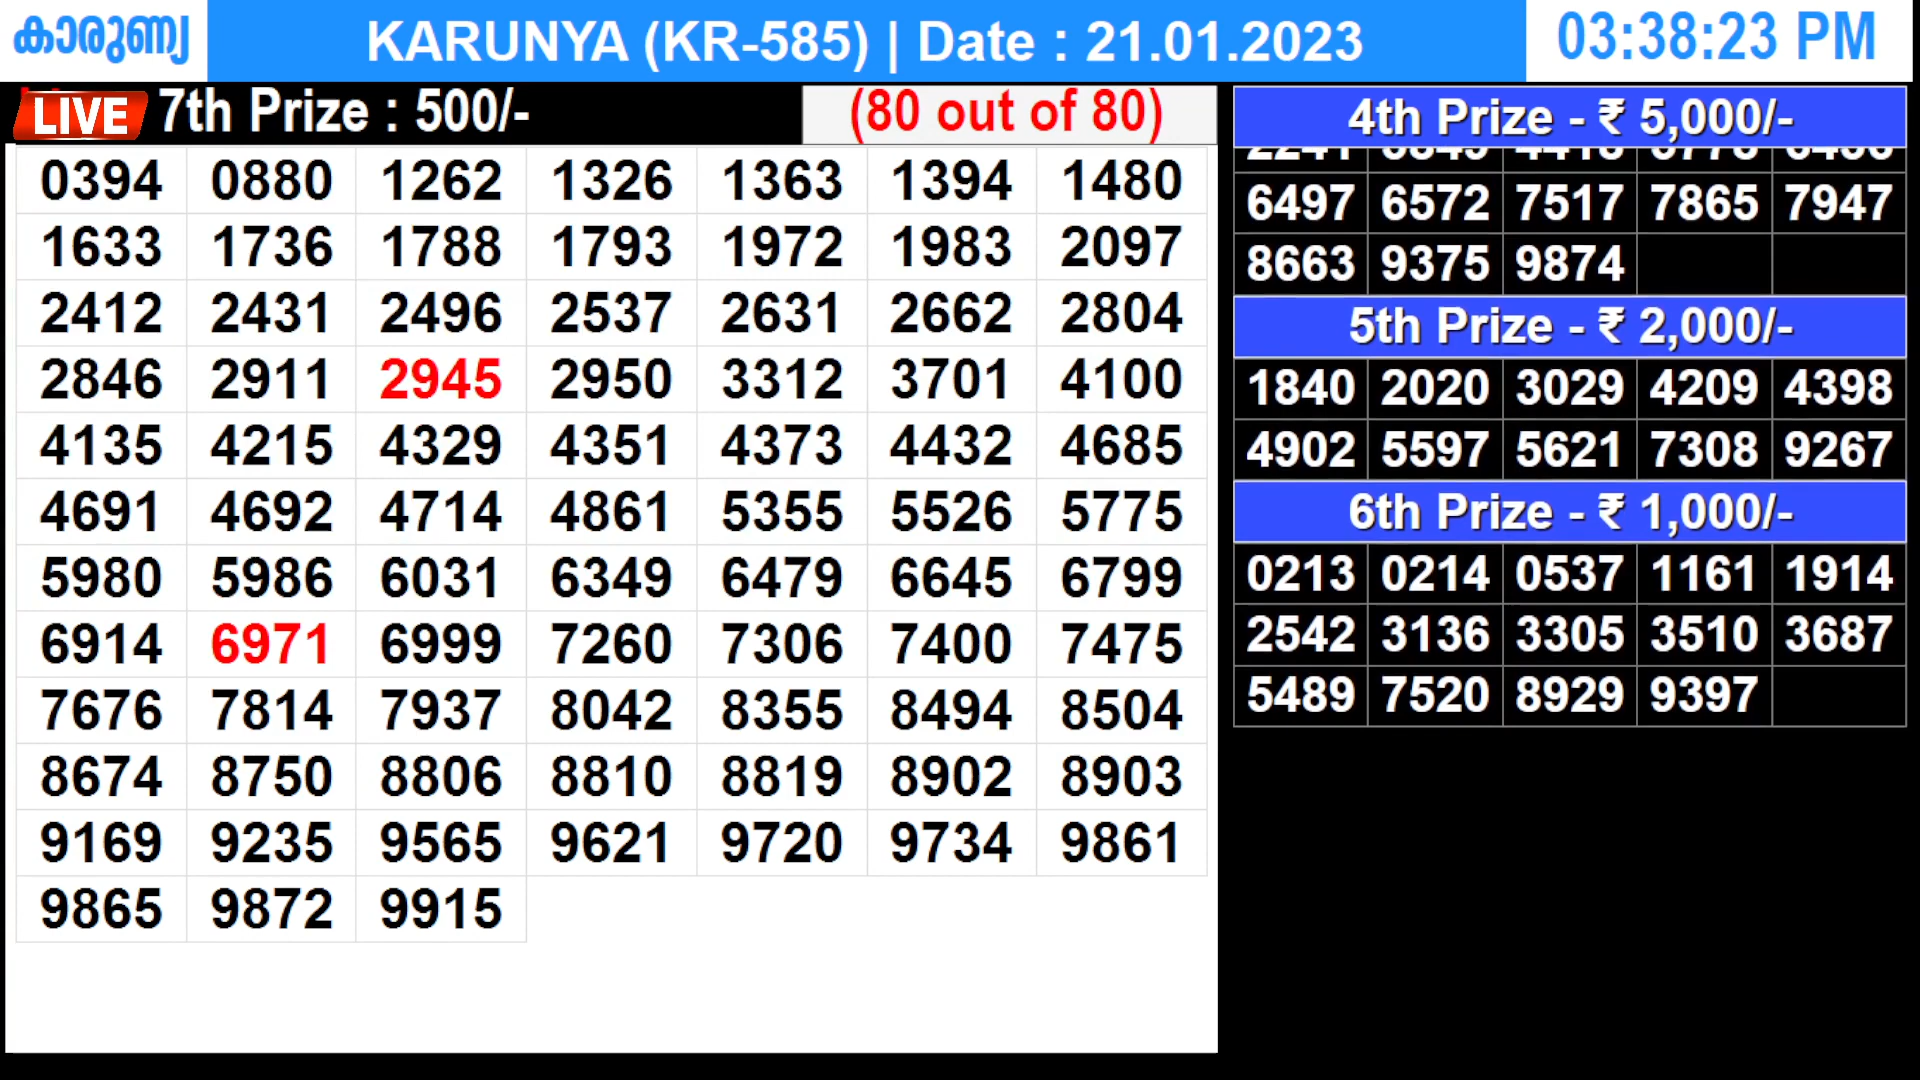 കാരുണ്യ KARUNYA (KR-585) | Date : 21.01.2023 03:38:23 PM
LIVE 7th Prize : 500/- (80 out of 80)
0394 0880 1262 1326 1363 1394 1480
1633 1736 1788 1793 1972 1983 2097
2412 2431 2496 2537 2631 2662 2804
2846 2911 2945 2950 3312 3701 4100
4135 4215 4329 4351 4373 4432 4685
4691 4692 4714 4861 5355 5526 5775
5980 5986 6031 6349 6479 6645 6799
6914 6971 6999 7260 7306 7400 7475
7676 7814 7937 8042 8355 8494 8504
8674 8750 8806 8810 8819 8902 8903
9169 9235 9565 9621 9720 9734 9861
9865 9872 9915
4th Prize - ₹ 5,000/-
6497 6572 7517 7865 7947
8663 9375 9874
5th Prize - ₹ 2,000/-
1840 2020 3029 4209 4398
4902 5597 5621 7308 9267
6th Prize - ₹ 1,000/-
0213 0214 0537 1161 1914
2542 3136 3305 3510 3687
5489 7520 8929 9397